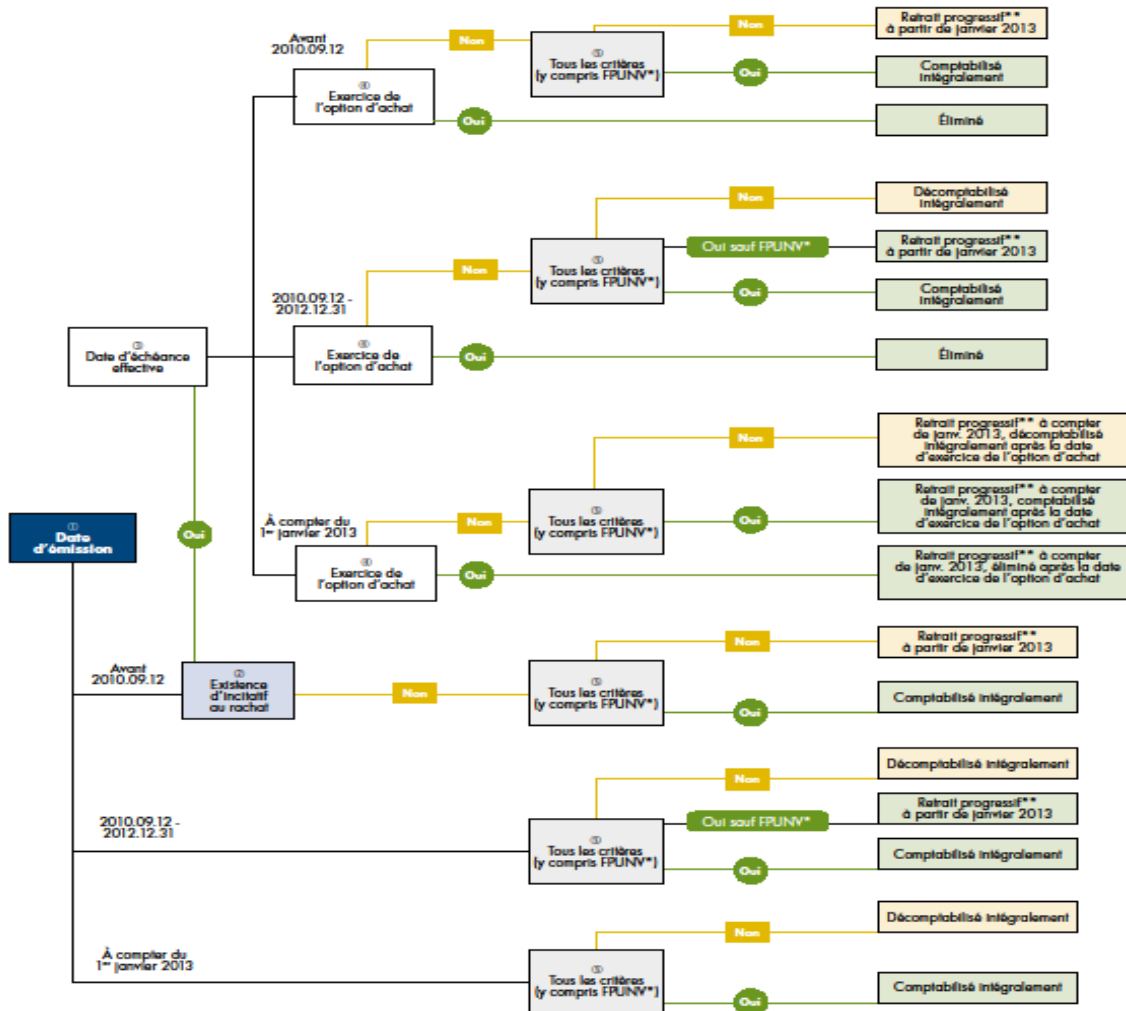 Avant
2010.09.12
Non
Non
Retrait progressif**
à partir de janvier 2013
⑤
Tous les critères
(y compris FPUNV*)
Oui
Comptabilisé
intégralement
④
Exercice de
l'option d'achat
Oui
Éliminé
Non
Décomptabilisé
intégralement
Non
⑤
Tous les critères
(y compris FPUNV*)
Oui sauf FPUNV*
Retrait progressif**
à partir de janvier 2013
Oui
Comptabilisé
intégralement
2010.09.12 -
2012.12.31
③
Date d'échéance
effective
④
Exercice de
l'option d'achat
Oui
Éliminé
Non
Retrait progressif** à compter
de janv. 2013, décomptabilisé
intégralement après la date
d'exercice de l'option d'achat
À compter du
1er janvier 2013
Non
⑤
Tous les critères
(y compris FPUNV*)
Oui
Retrait progressif** à compter
de janv. 2013, comptabilisé
intégralement après la date
d'exercice de l'option d'achat
①
Date
d'émission
Oui
④
Exercice de
l'option d'achat
Oui
Retrait progressif** à compter
de janv. 2013, éliminé après la date
d'exercice de l'option d'achat
Non
Retrait progressif**
à partir de janvier 2013
Avant
2010.09.12
②
Existence
d'incitatif
au rachat
Non
⑤
Tous les critères
(y compris FPUNV*)
Oui
Comptabilisé intégralement
Non
Décomptabilisé intégralement
2010.09.12 -
2012.12.31
⑤
Tous les critères
(y compris FPUNV*)
Oui sauf FPUNV*
Retrait progressif**
à partir de janvier 2013
Oui
Comptabilisé intégralement
Non
Décomptabilisé intégralement
À compter du
1er janvier 2013
⑤
Tous les critères
(y compris FPUNV*)
Oui
Comptabilisé intégralement